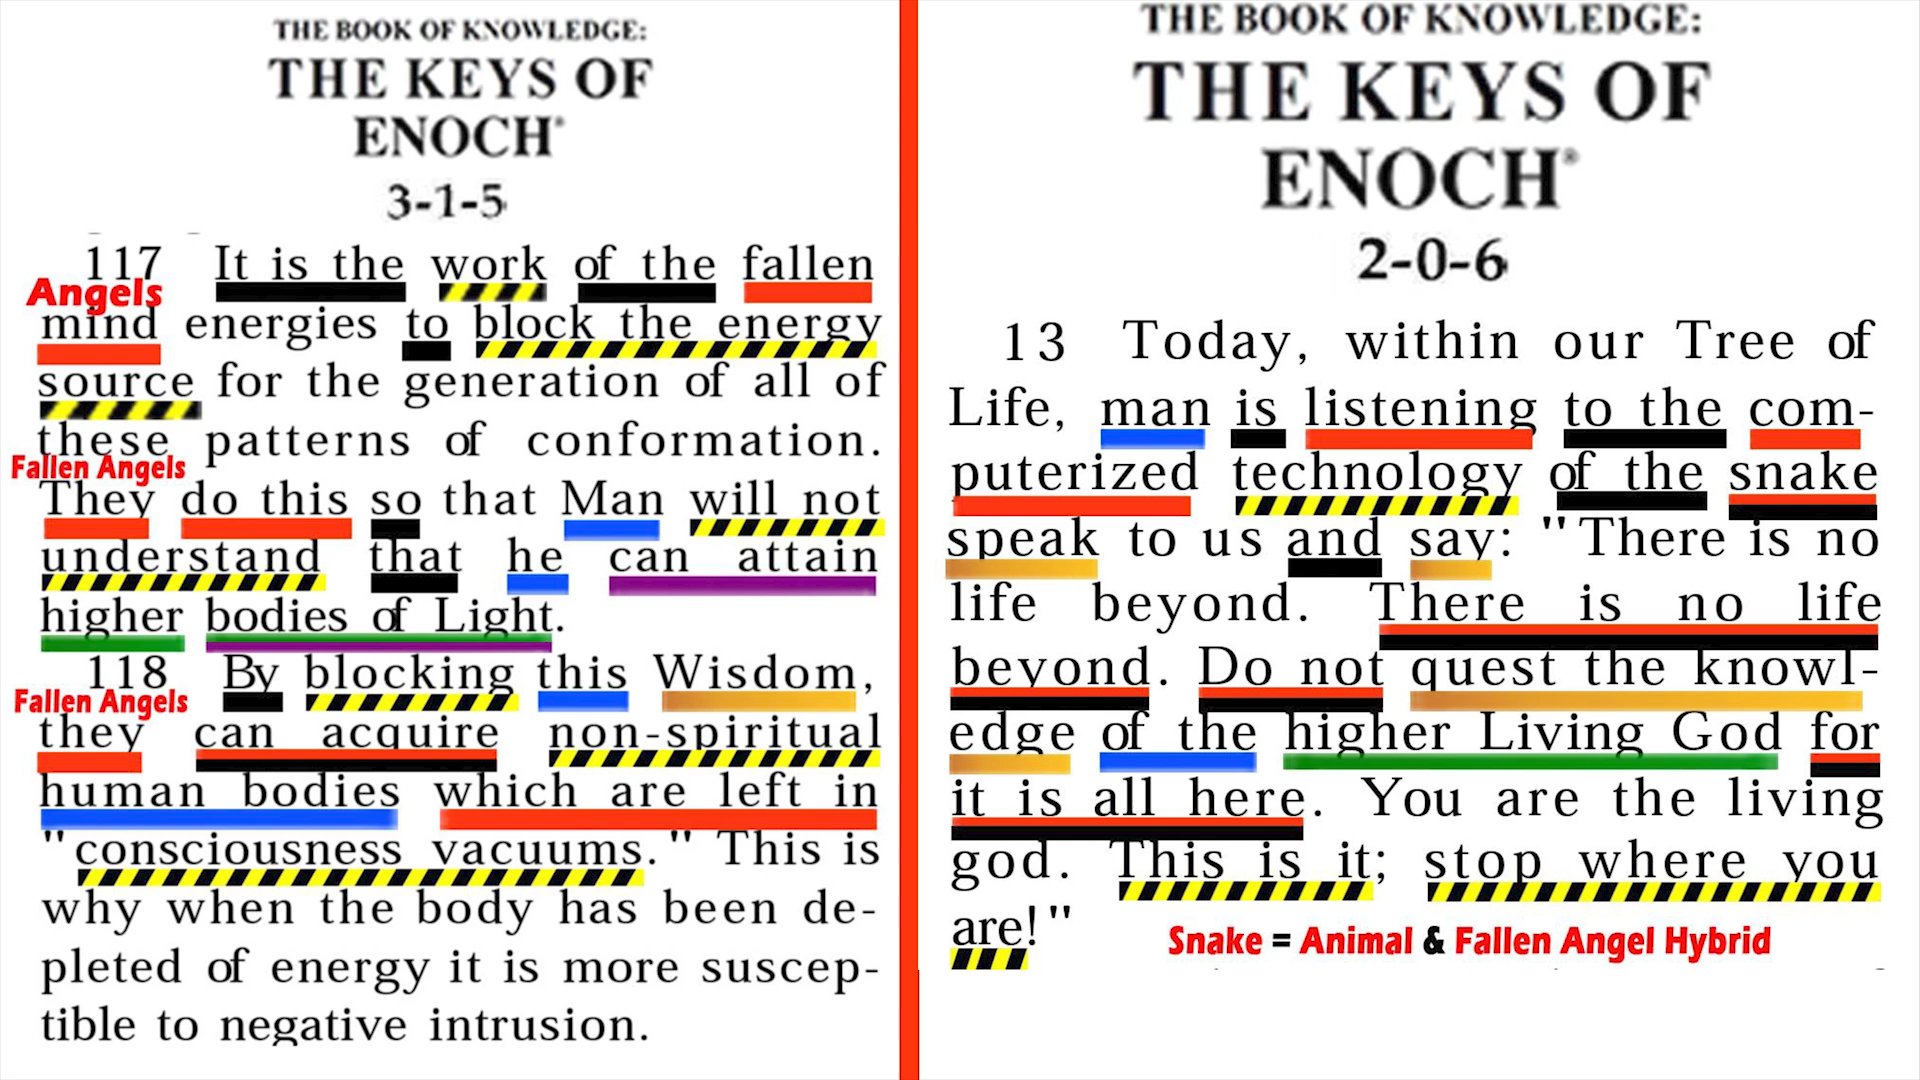 THE BOOK OF KNOWLEDGE:
THE KEYS OF
ENOCH®
3-1-5
117 It is the work of the fallen
Angels
mind energies to block the energy
source for the generation of all of
these patterns of conformation.
Fallen Angels
They do this so that Man will not
understand that he can attain
higher bodies of Light.
118 By blocking this Wisdom,
Fallen Angels
they can acquire non-spiritual
human bodies which are left in
"consciousness vacuums." This is
why when the body has been de-
pleted of energy it is more suscep-
tible to negative intrusion.
THE BOOK OF KNOWLEDGE:
THE KEYS OF
ENOCH®
2-0-6
13 Today, within our Tree of
Life, man is listening to the com-
puterized technology of the snake
speak to us and say: "There is no
life beyond. There is no life
beyond. Do not quest the knowl-
edge of the higher Living God for
it is all here. You are the living
god. This is it; stop where you
are!"
Snake = Animal & Fallen Angel Hybrid